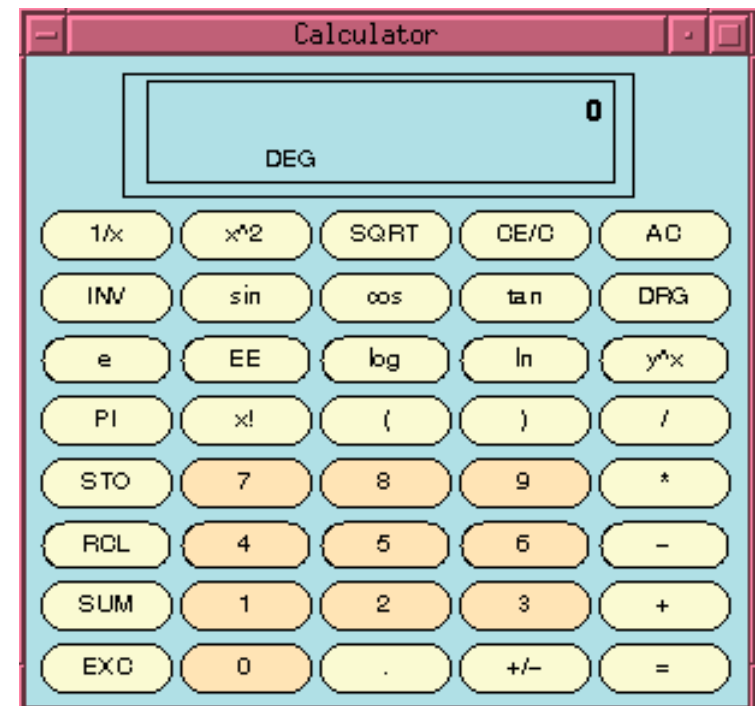 Calculator
0
DEG
1/x x^2 SQRT CE/C AC
INV sin cos tan DRG
e EE log ln y^x
PI x! ( ) /
STO 7 8 9 *
RCL 4 5 6 -
SUM 1 2 3 +
EXC 0 . +/- =